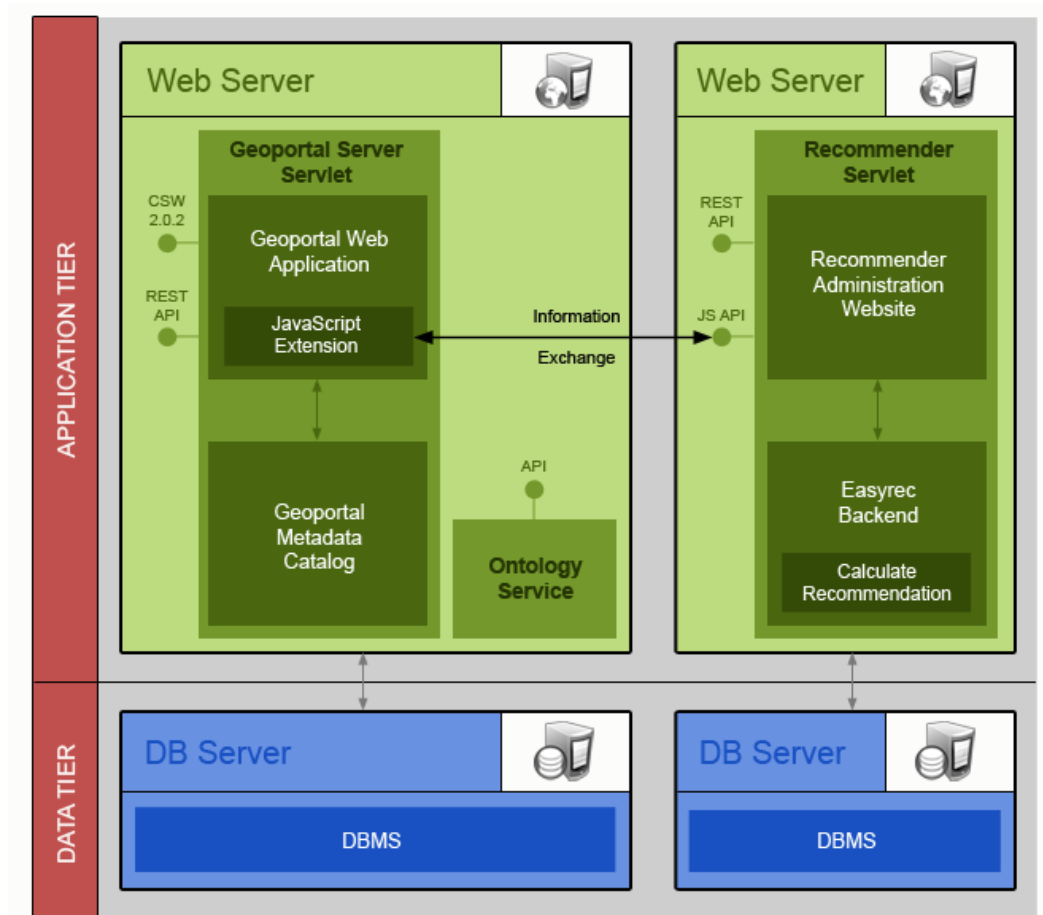 APPLICATION TIER
Web Server
Geoportal Server
Servlet
CSW
2.0.2
REST
API
Geoportal Web
Application
JavaScript
Extension
Geoportal
Metadata
Catalog
API
Ontology
Service
Information
Exchange
Web Server
Recommender
Servlet
REST
API
JS API
Recommender
Administration
Website
Easyrec
Backend
Calculate
Recommendation
DATA TIER
DB Server
DBMS
DB Server
DBMS